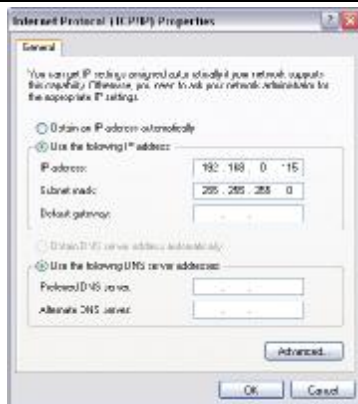 Internet Protocol (TCP/IP) Properties
General
You can get IP settings assigned automatically if your network supports
this capability. Otherwise, you need to ask your network administrator for
the appropriate IP settings.
Obtain an IP address automatically
Use the following IP address:
IP address:
192 . 168 . 0 . 115
Subnet mask:
255 . 255 . 255 . 0
Default gateway:
. . .
Obtain DNS server address automatically
Use the following DNS server addresses:
Preferred DNS server:
. . .
Alternate DNS server:
. . .
Advanced...
OK
Cancel